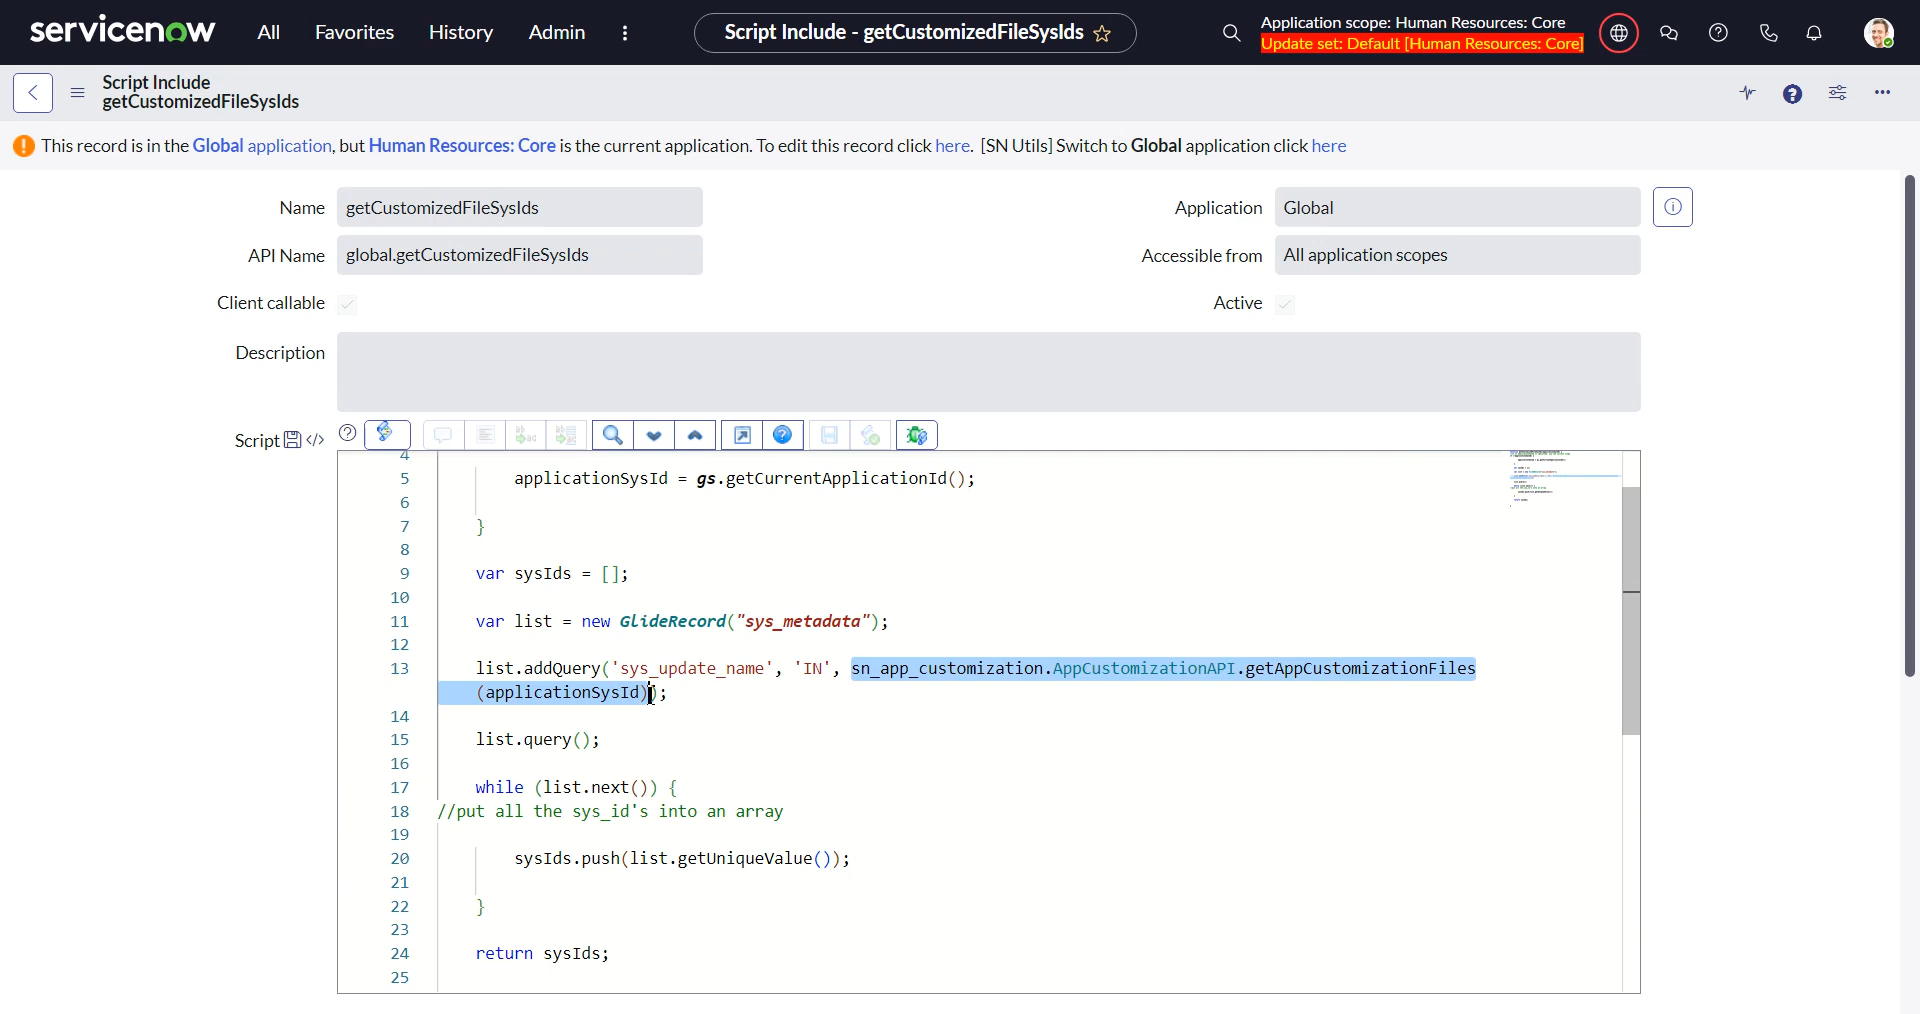 servicenow All Favorites History Admin Script Include - getCustomizedFileSysIds Application scope: Human Resources: Core
Update set: Default [Human Resources: Core]
Script Include
getCustomizedFileSysIds
This record is in the Global application, but Human Resources: Core is the current application. To edit this record click here. [SN Utils] Switch to Global application click here
Name getCustomizedFileSysIds Application Global
API Name global.getCustomizedFileSysIds Accessible from All application scopes
Client callable Active
Description
Script
4
5 applicationSysId = gs.getCurrentApplicationId();
6
7 }
8
9 var sysIds = [];
10
11 var list = new GlideRecord("sys_metadata");
12
13 list.addQuery('sys_update_name', 'IN', sn_app_customization.AppCustomizationAPI.getAppCustomizationFiles
(applicationSysId));
14
15 list.query();
16
17 while (list.next()) {
18 //put all the sys_id's into an array
19
20 sysIds.push(list.getUniqueValue());
21
22 }
23
24 return sysIds;
25